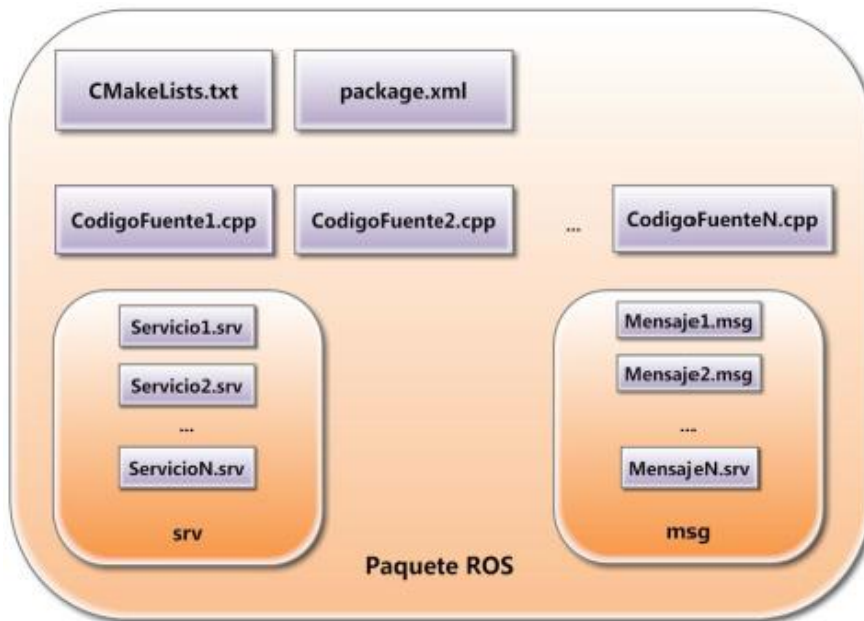 CMakeLists.txt
package.xml
CodigoFuente1.cpp
CodigoFuente2.cpp
...
CodigoFuenteN.cpp
Servicio1.srv
Servicio2.srv
...
ServicioN.srv
srv
Mensaje1.msg
Mensaje2.msg
...
MensajeN.srv
msg
Paquete ROS